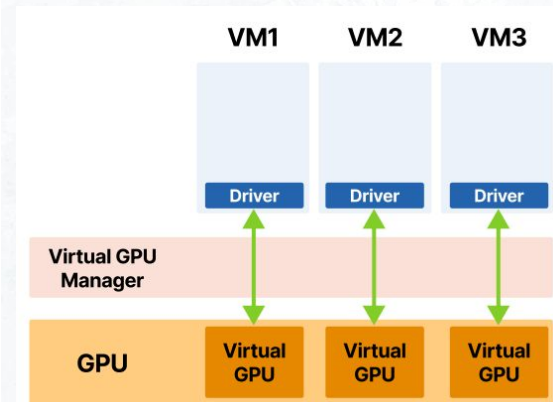 VM1 VM2 VM3
Driver Driver Driver
Virtual GPU
Manager
GPU
Virtual
GPU
Virtual
GPU
Virtual
GPU